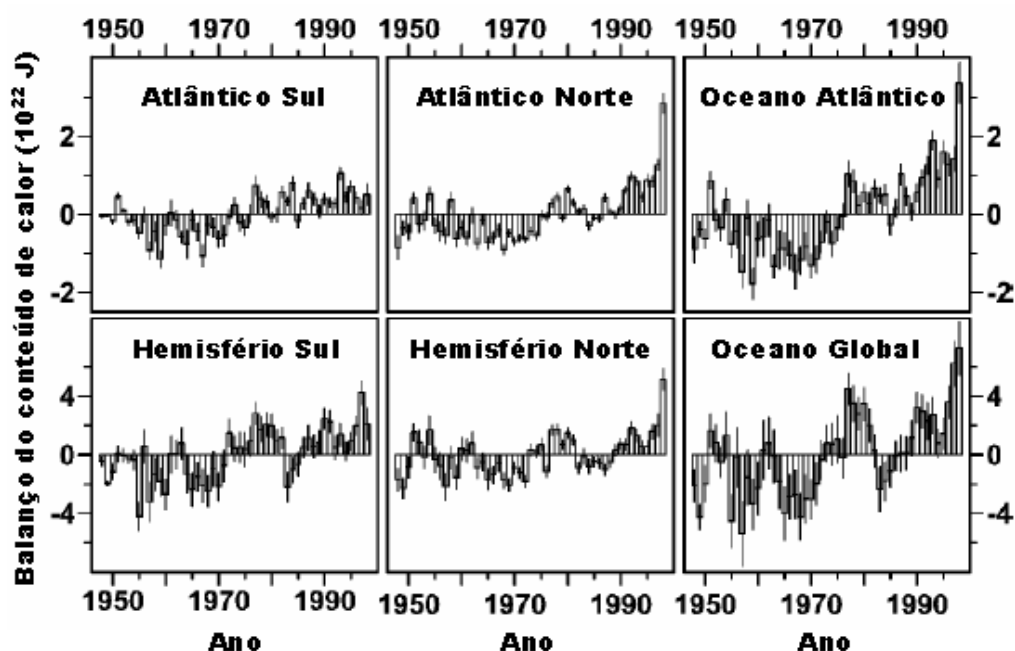 1950 1970 1990 1950 1970 1990 1950 1970 1990
Balanço do conteúdo de calor (10²² J)
Atlântico Sul
Atlântico Norte
Oceano Atlântico
2 2
0 0
-2 -2
Hemisfério Sul
Hemisfério Norte
Oceano Global
4 4
0 0
-4 -4
1950 1970 1990 1950 1970 1990 1950 1970 1990
Ano Ano Ano